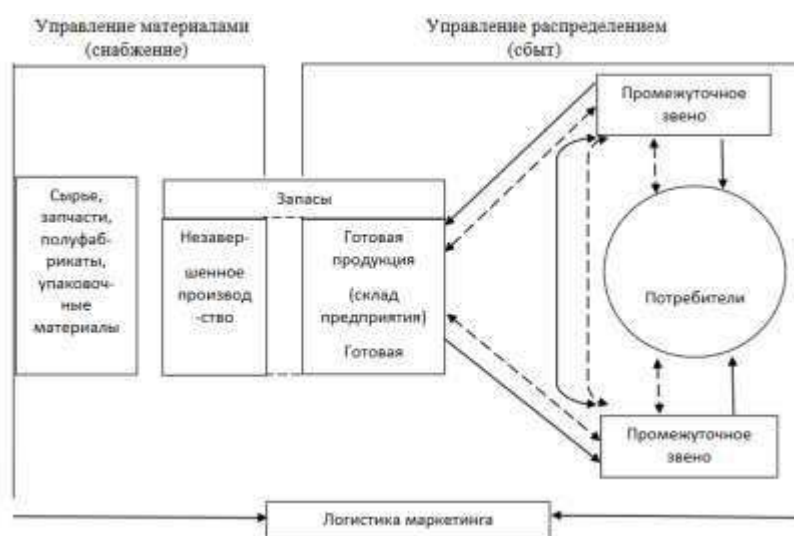 Управление материалами
(снабжение)
Управление распределением
(сбыт)
Промежуточное
звено
Сырье,
запчасти,
полуфаб-
рикаты,
упаковоч-
ные
материалы
Запасы
Незавер-
шенное
производ
-ство
Готовая
продукция
(склад
предприятия)
Готовая
Потребители
Промежуточное
звено
Логистика маркетинга